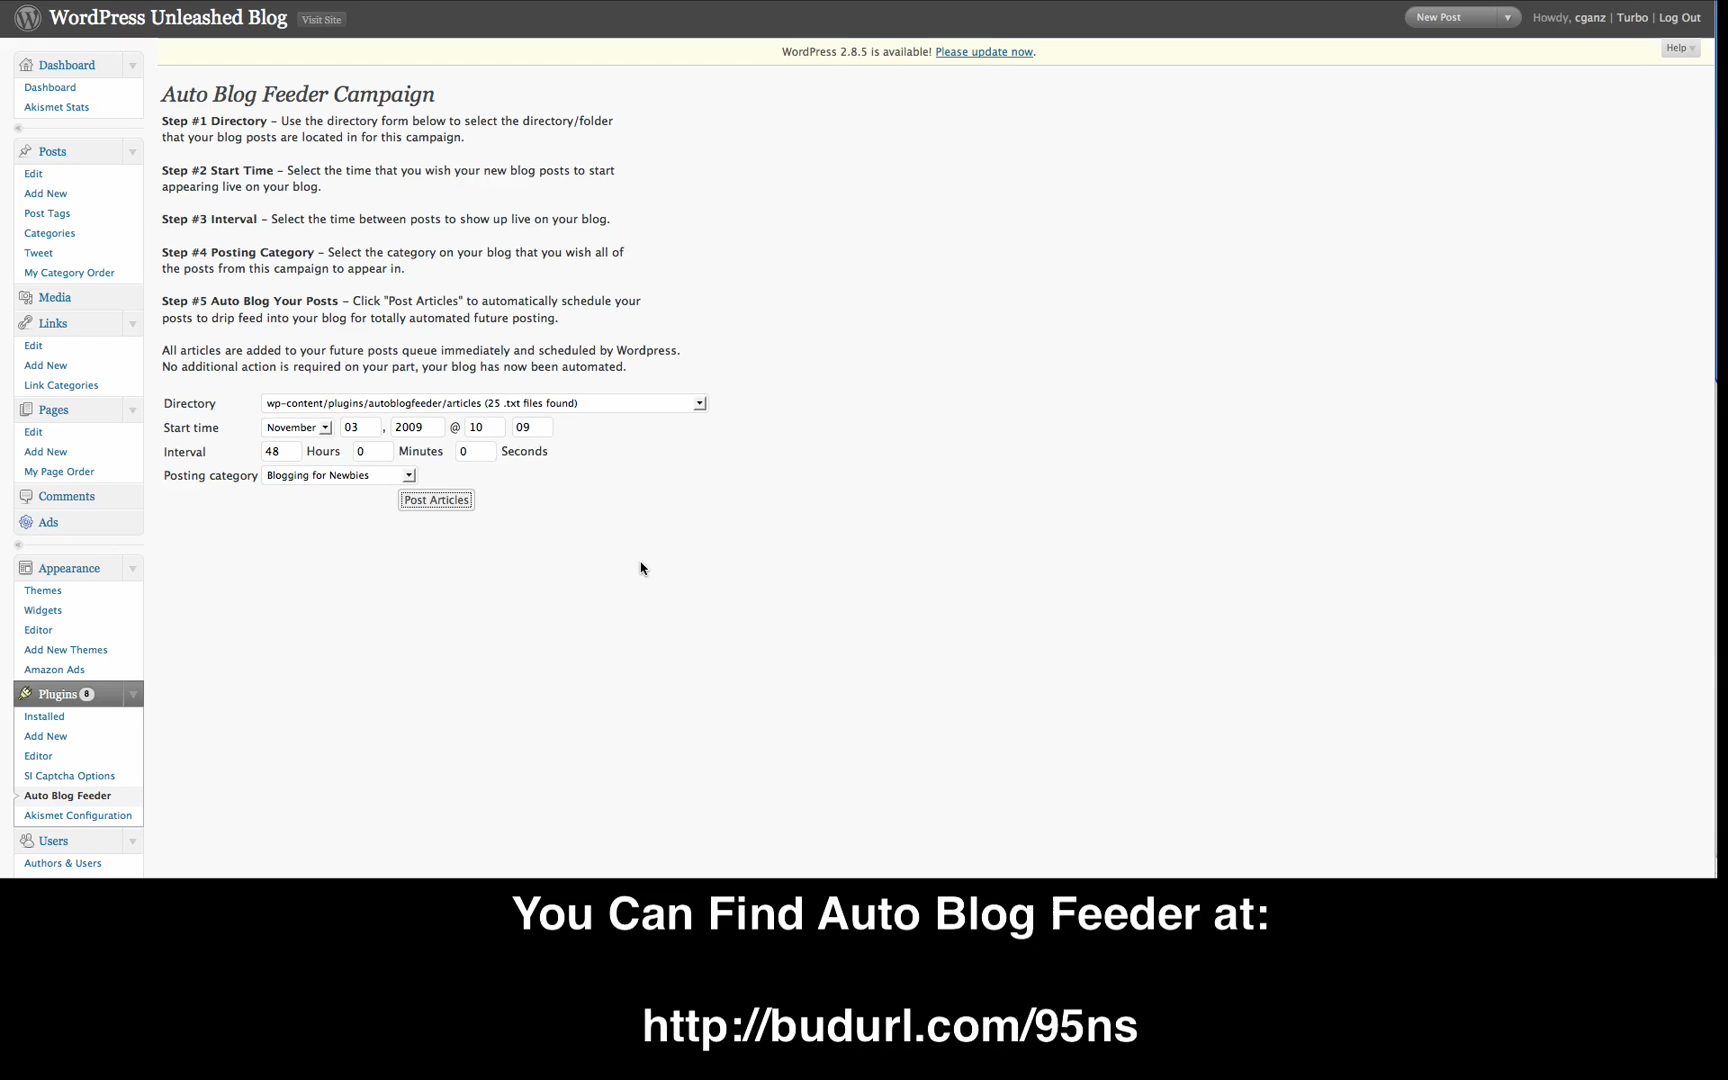 WordPress Unleashed Blog Visit Site
New Post Howdy, cganz | Turbo | Log Out
WordPress 2.8.5 is available! Please update now.
Help
Dashboard
Dashboard
Akismet Stats
Posts
Edit
Add New
Post Tags
Categories
Tweet
My Category Order
Media
Links
Edit
Add New
Link Categories
Pages
Edit
Add New
My Page Order
Comments
Ads
Appearance
Themes
Widgets
Editor
Add New Themes
Amazon Ads
Plugins 8
Installed
Add New
Editor
SI Captcha Options
Auto Blog Feeder
Akismet Configuration
Users
Authors & Users
Auto Blog Feeder Campaign
Step #1 Directory – Use the directory form below to select the directory/folder
that your blog posts are located in for this campaign.
Step #2 Start Time – Select the time that you wish your new blog posts to start
appearing live on your blog.
Step #3 Interval – Select the time between posts to show up live on your blog.
Step #4 Posting Category – Select the category on your blog that you wish all of
the posts from this campaign to appear in.
Step #5 Auto Blog Your Posts – Click "Post Articles" to automatically schedule your
posts to drip feed into your blog for totally automated future posting.
All articles are added to your future posts queue immediately and scheduled by Wordpress.
No additional action is required on your part, your blog has now been automated.
Directory wp-content/plugins/autoblogfeeder/articles (25 .txt files found)
Start time November 03 , 2009 @ 10 09
Interval 48 Hours 0 Minutes 0 Seconds
Posting category Blogging for Newbies
Post Articles
You Can Find Auto Blog Feeder at:
http://budurl.com/95ns